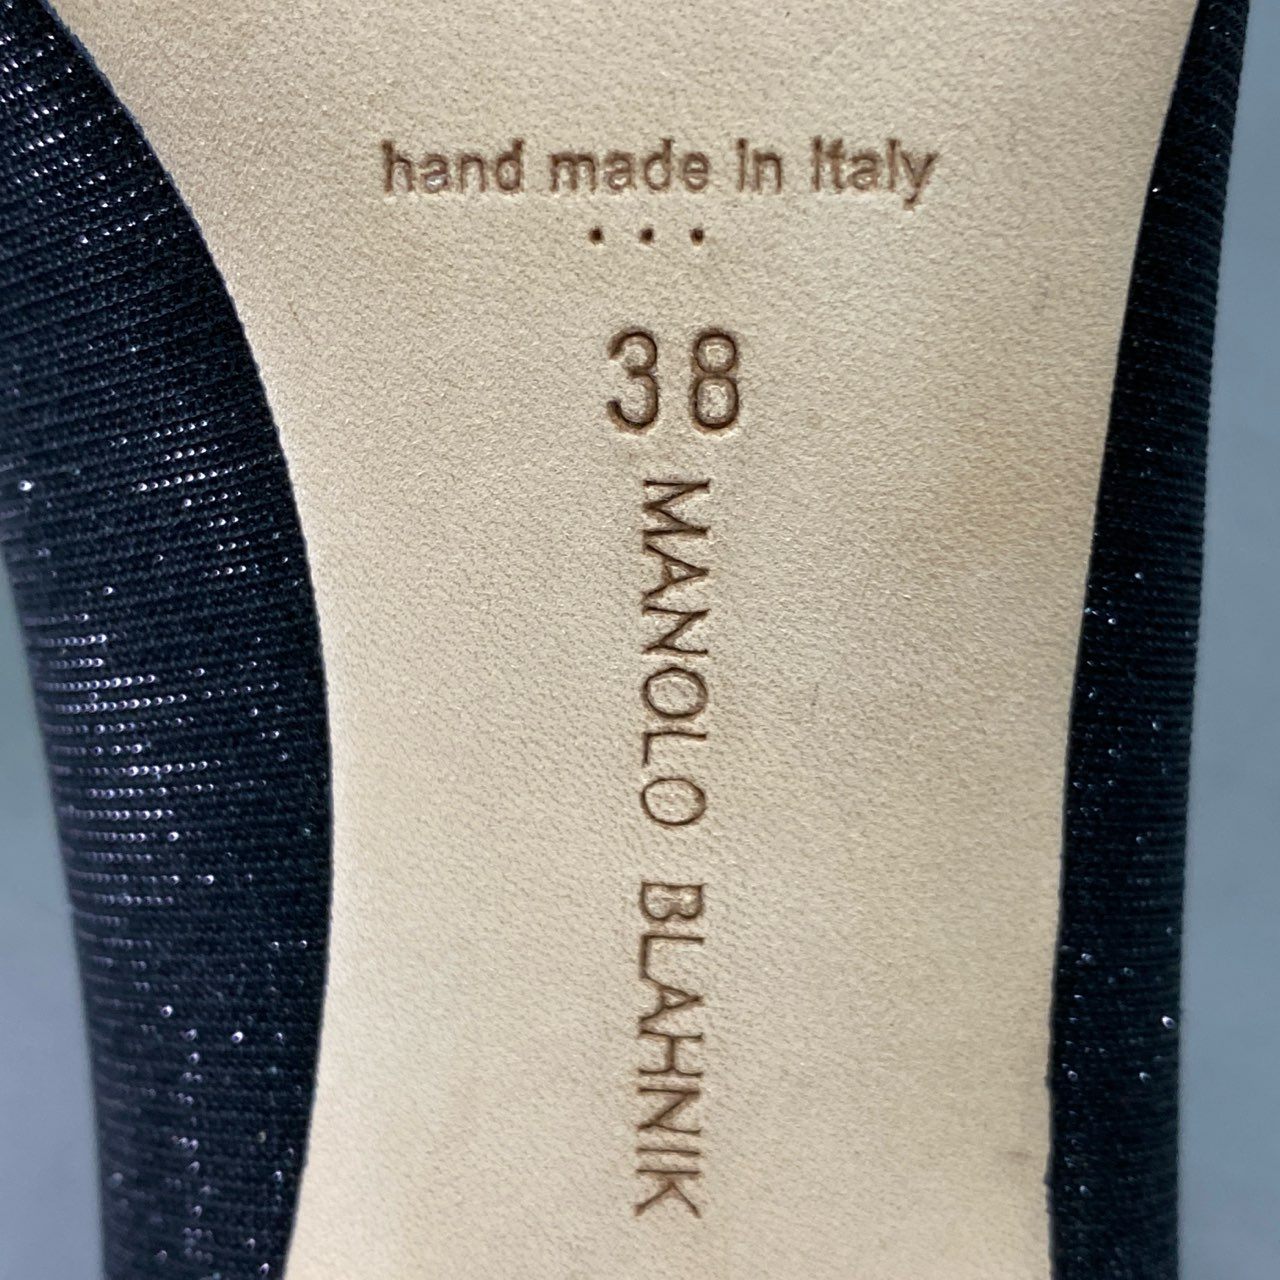 hand made in Italy
...
38
MANOLO BLAHNIK